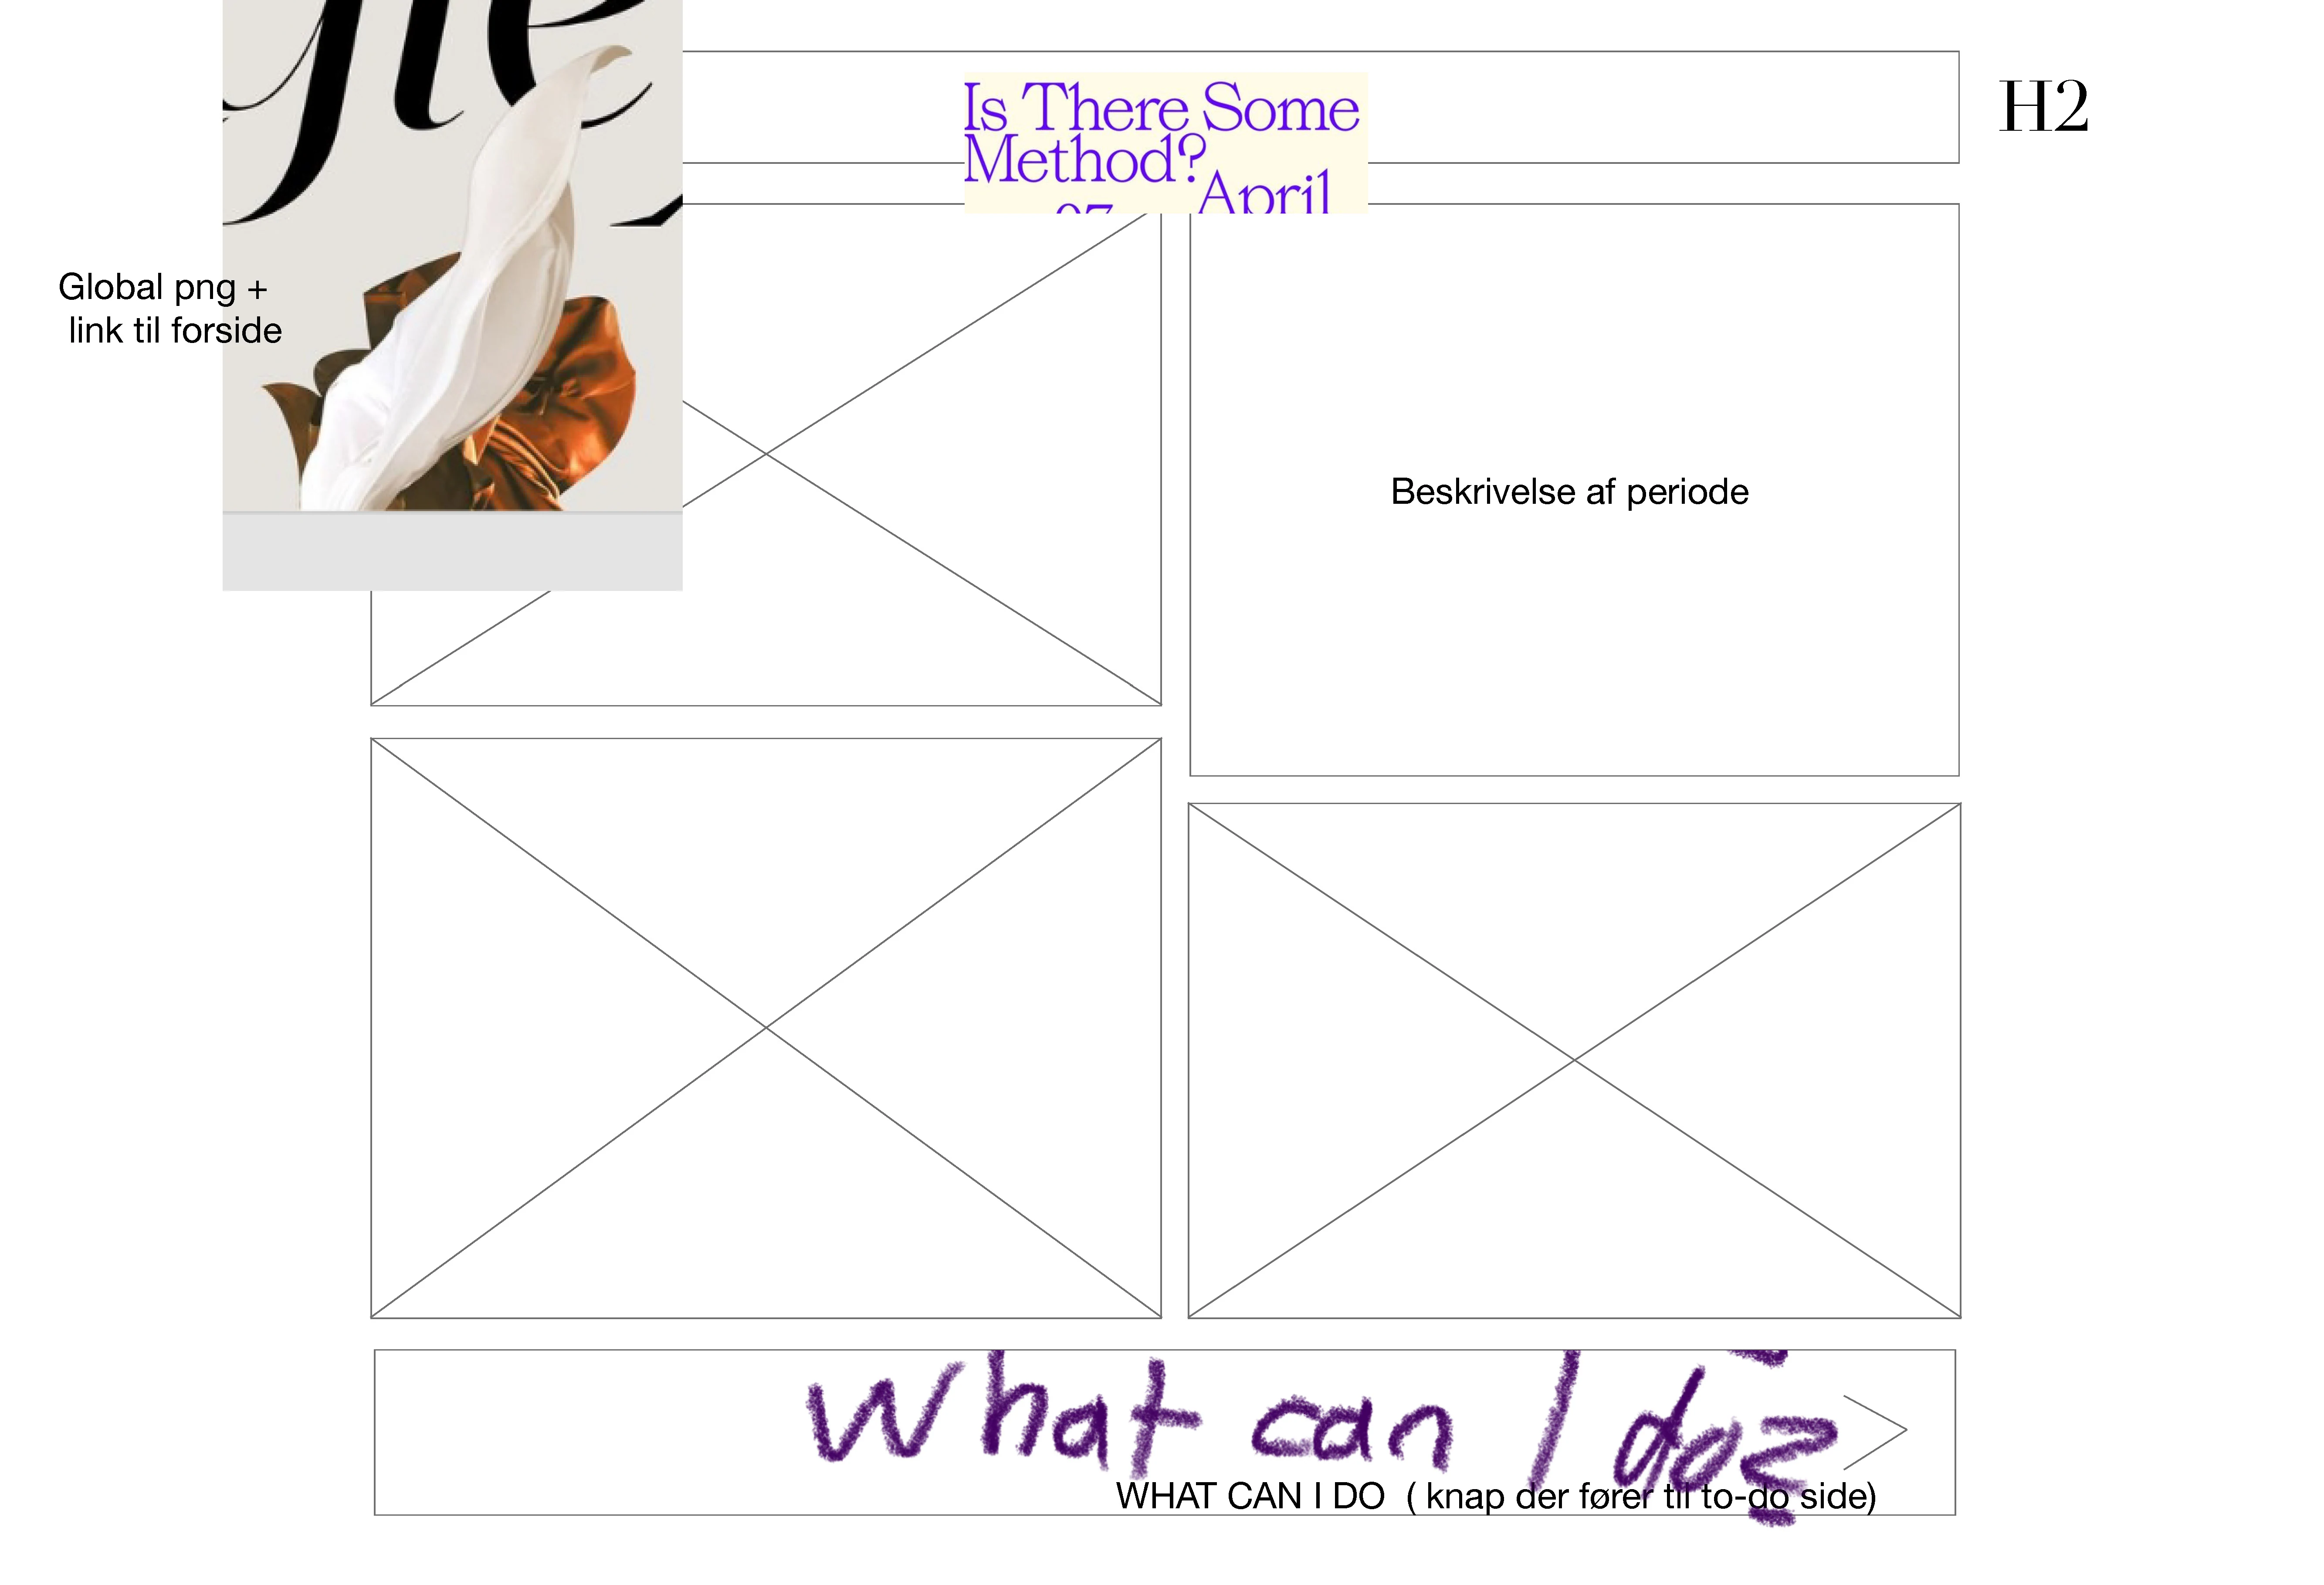 Is There Some
Method?
April
H2
Global png +
link til forside
Beskrivelse af periode
What can I do?
WHAT CAN I DO ( knap der fører til to-do side)